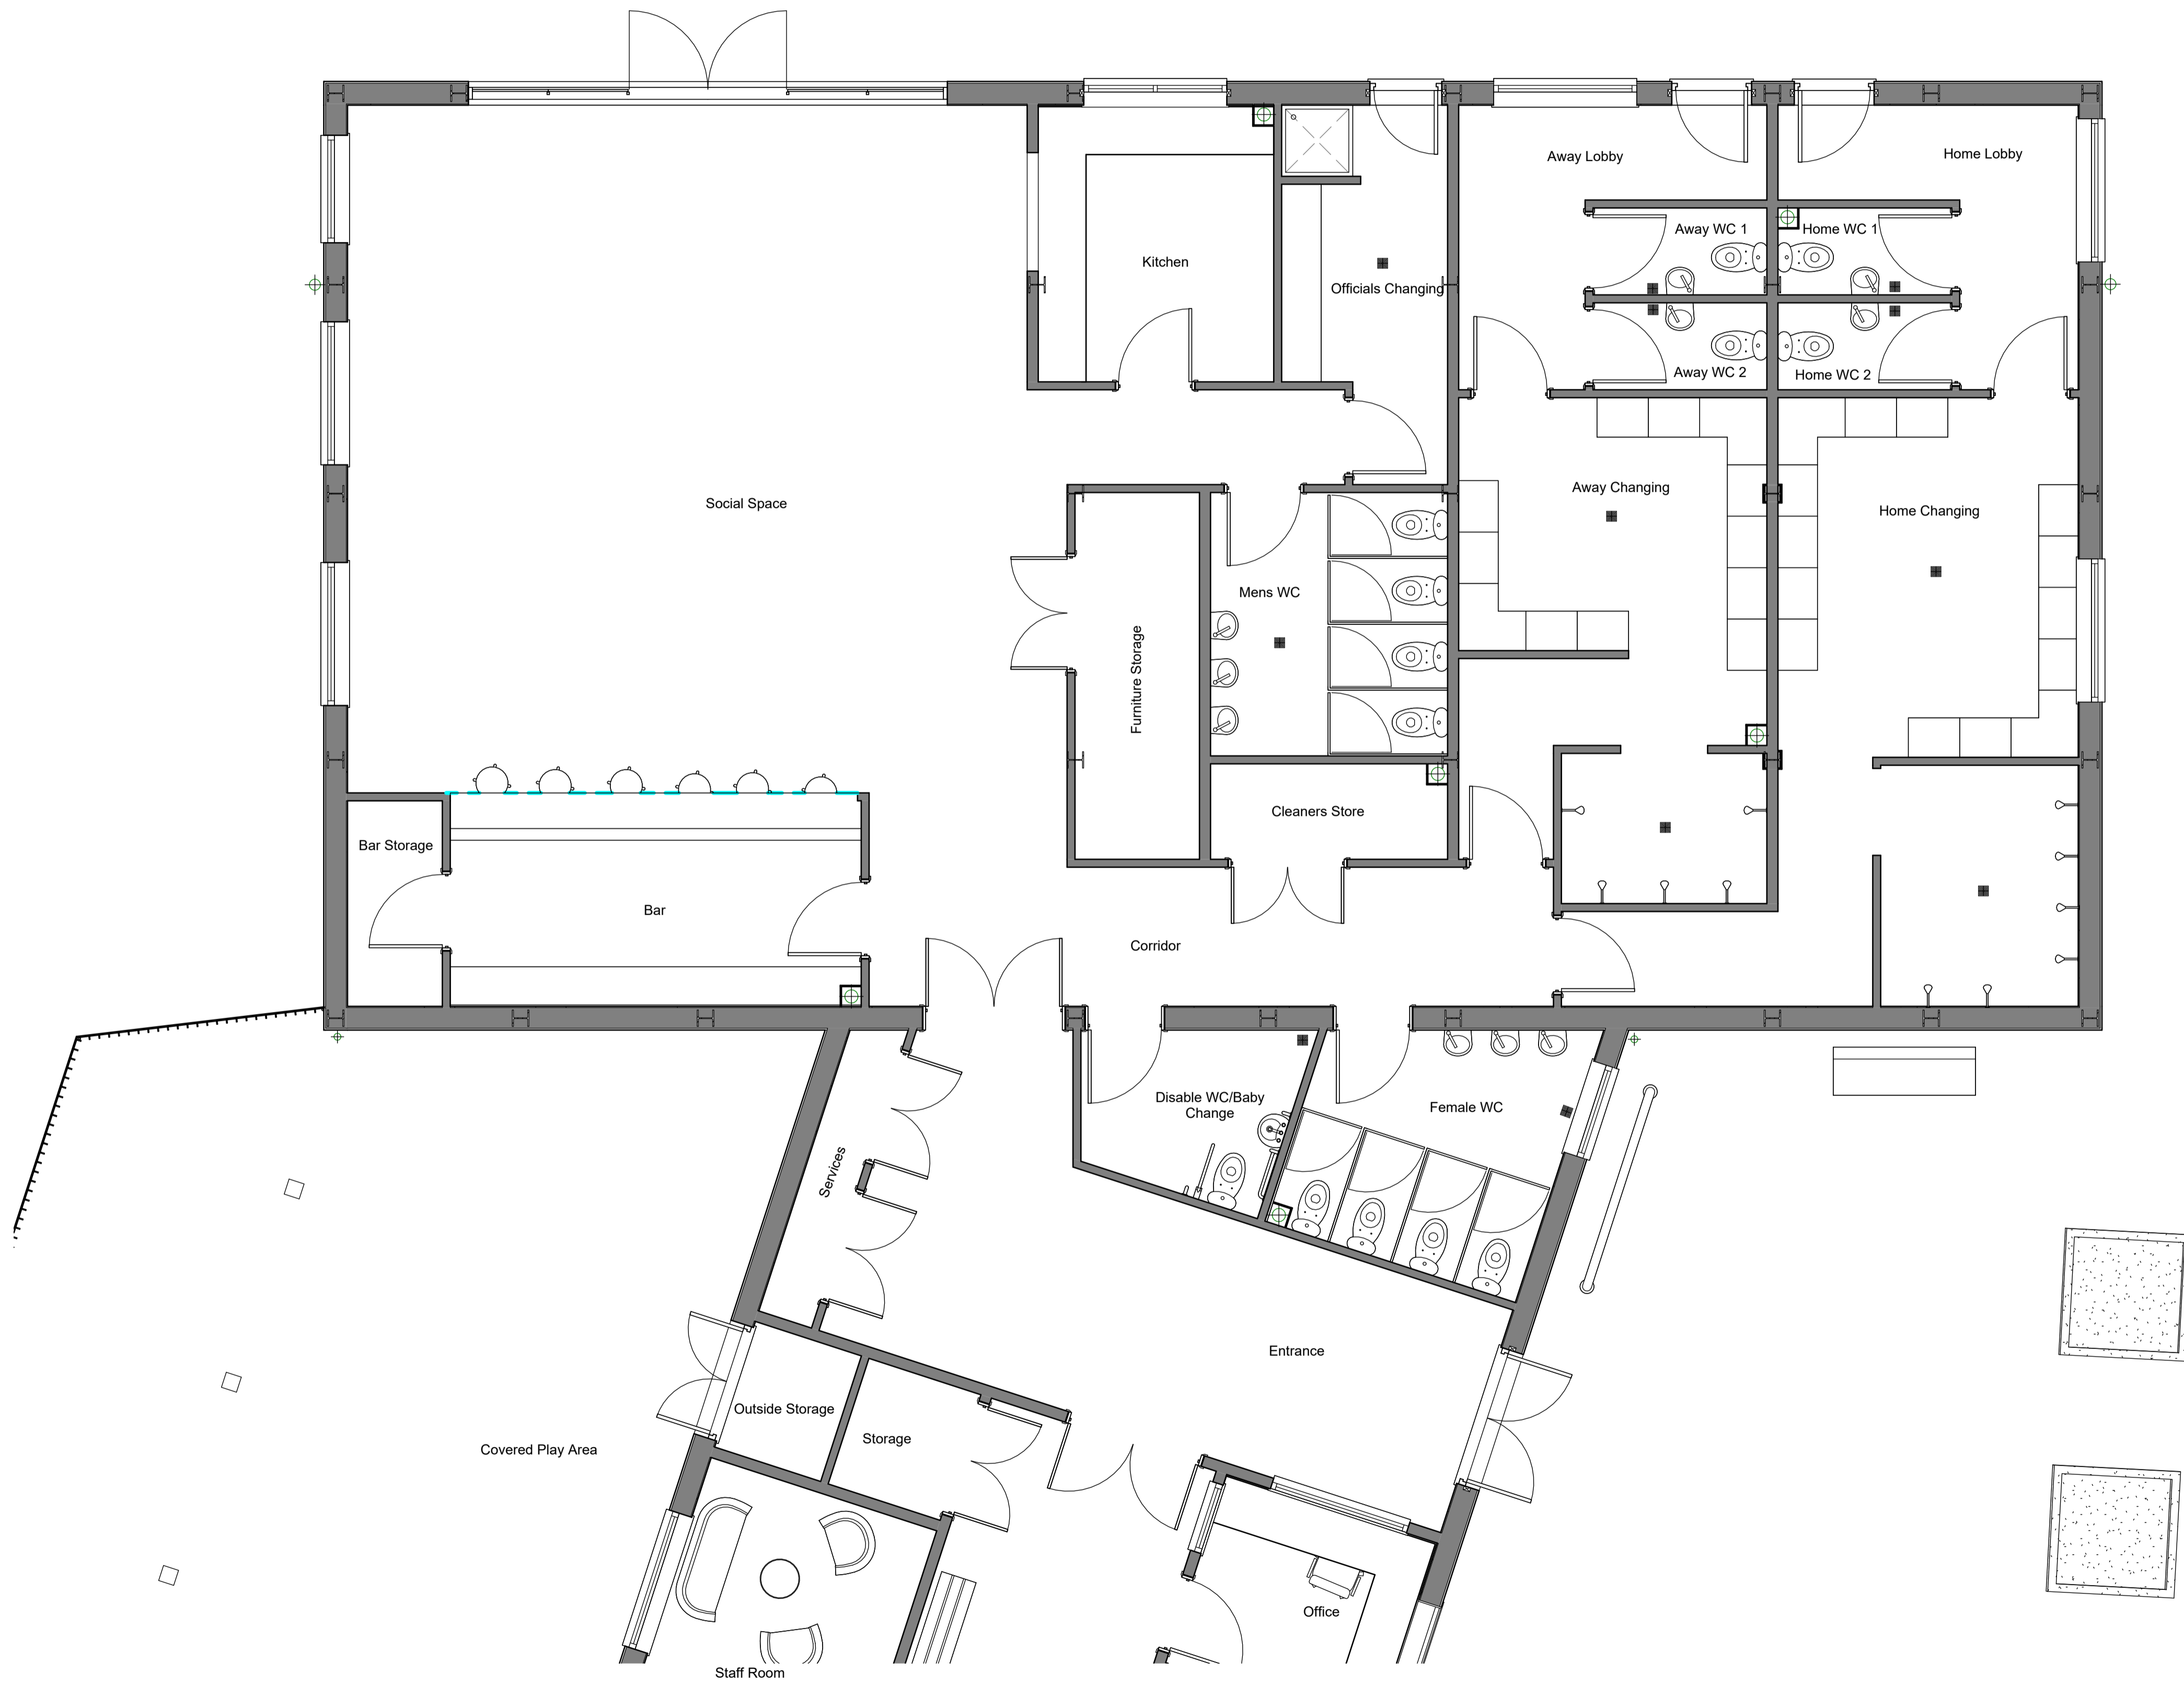 Away Lobby
Home Lobby
Away WC 1
Home WC 1
Kitchen
Officials Changing
Away WC 2
Home WC 2
Away Changing
Social Space
Home Changing
Mens WC
Furniture Storage
Cleaners Store
Bar Storage
Bar
Corridor
Disable WC/Baby
Change
Female WC
Services
Entrance
Outside Storage
Storage
Covered Play Area
Office
Staff Room